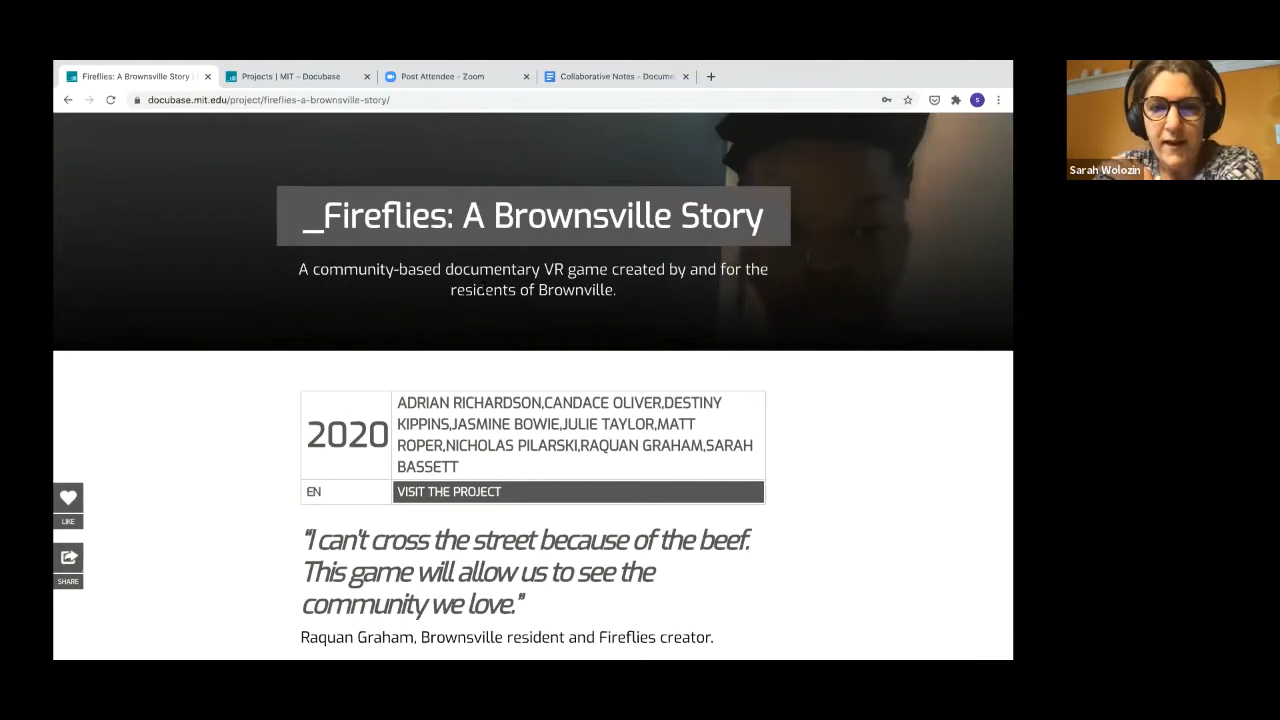 Fireflies: A Brownsville Story |
Projects | MIT – Docubase
Post Attendee - Zoom
Collaborative Notes - Docume
docubase.mit.edu/project/fireflies-a-brownsville-story/
S
_Fireflies: A Brownsville Story
A community-based documentary VR game created by and for the
residents of Brownville.
2020
ADRIAN RICHARDSON,CANDACE OLIVER,DESTINY
KIPPINS,JASMINE BOWIE,JULIE TAYLOR,MATT
ROPER,NICHOLAS PILARSKI,RAQUAN GRAHAM,SARAH
BASSETT
EN
VISIT THE PROJECT
LIKE
SHARE
"I can't cross the street because of the beef.
This game will allow us to see the
community we love."
Raquan Graham, Brownsville resident and Fireflies creator.
Sarah Wolozin